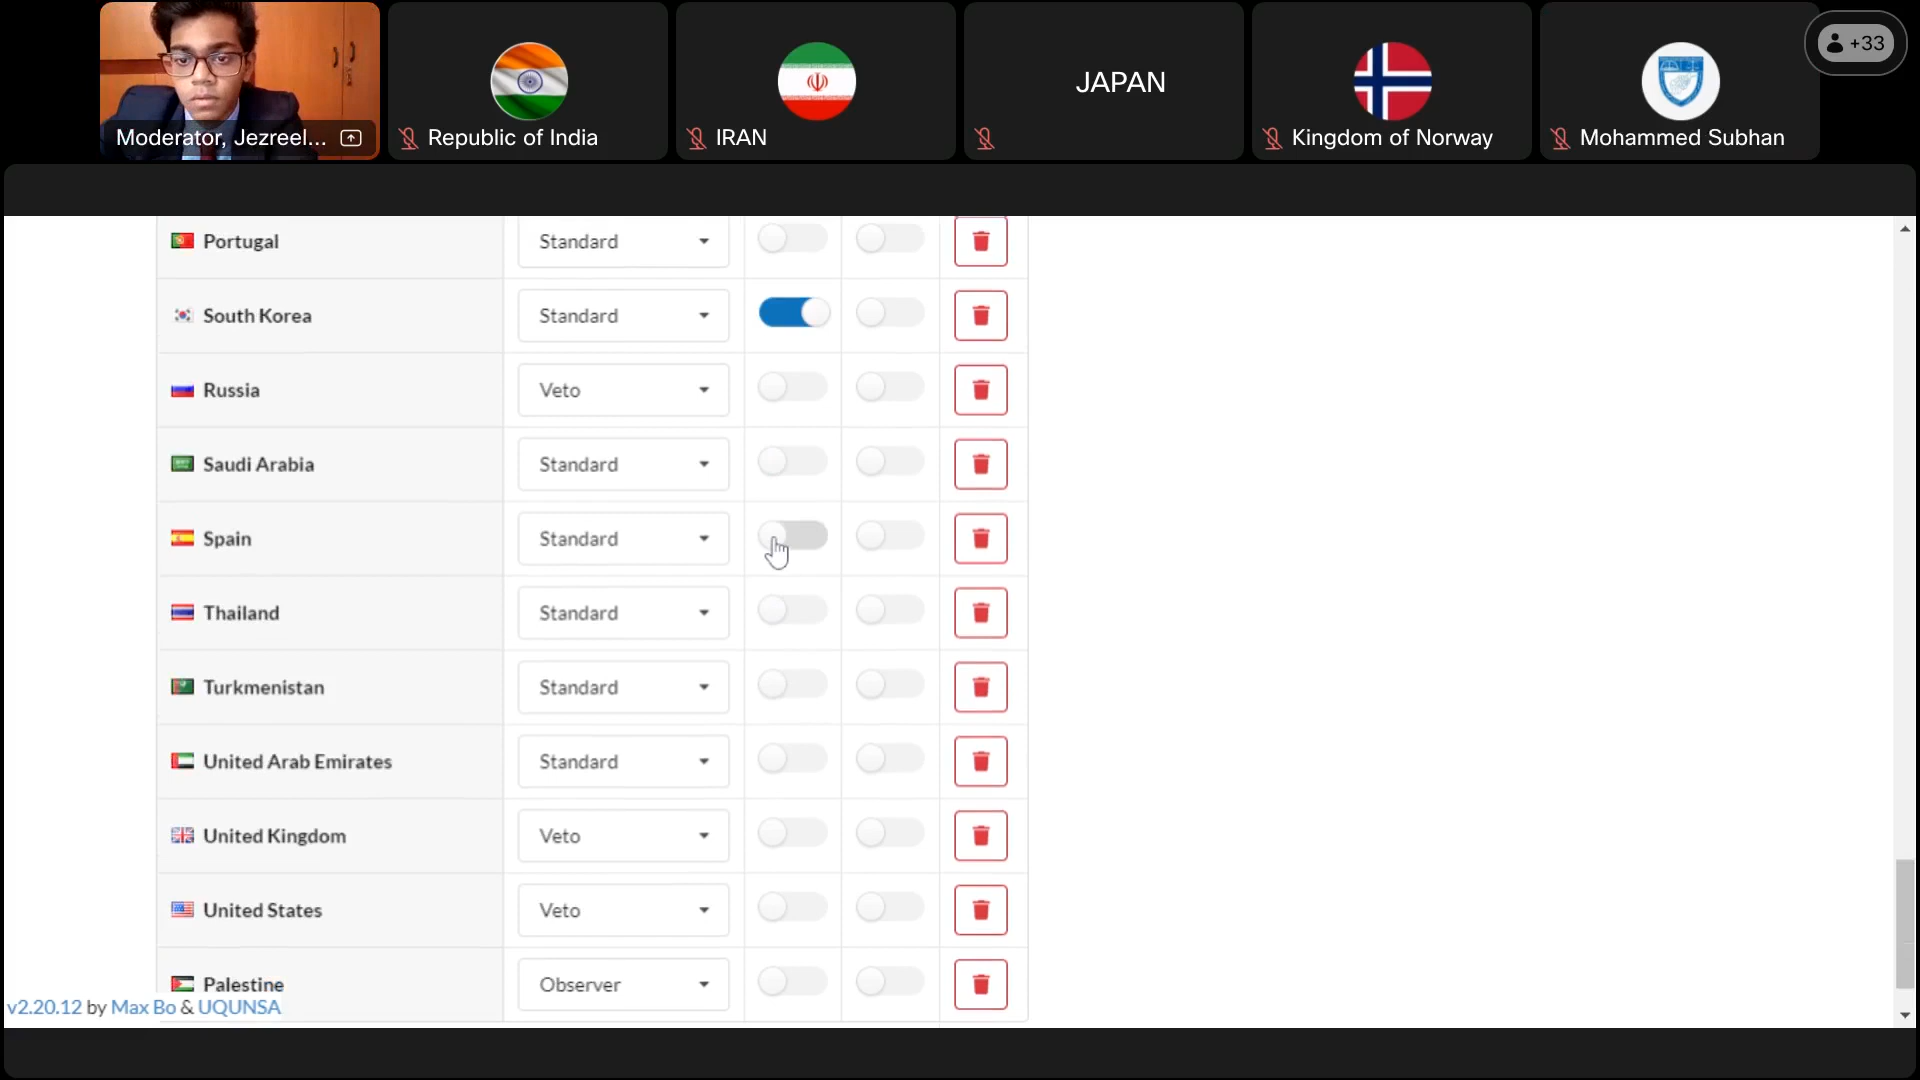 +33
JAPAN
Moderator, Jezreel...
Republic of India
IRAN
Kingdom of Norway
Mohammed Subhan
Portugal Standard
South Korea Standard
Russia Veto
Saudi Arabia Standard
Spain Standard
Thailand Standard
Turkmenistan Standard
United Arab Emirates Standard
United Kingdom Veto
United States Veto
Palestine Observer
v2.20.12 by Max Bo & UQUNSA